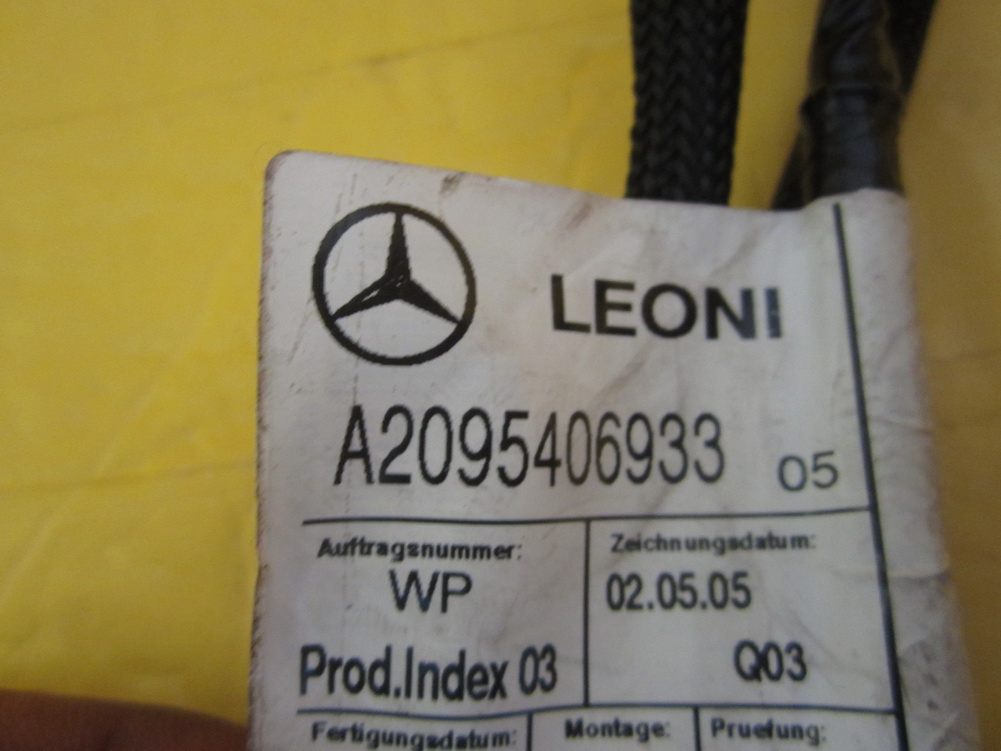 LEONI
A2095406933 05
Auftragsnummer: Zeichnungsdatum:
WP 02.05.05
Prod.Index 03 Q03
Fertigungsdatum: Montage: Pruefung: